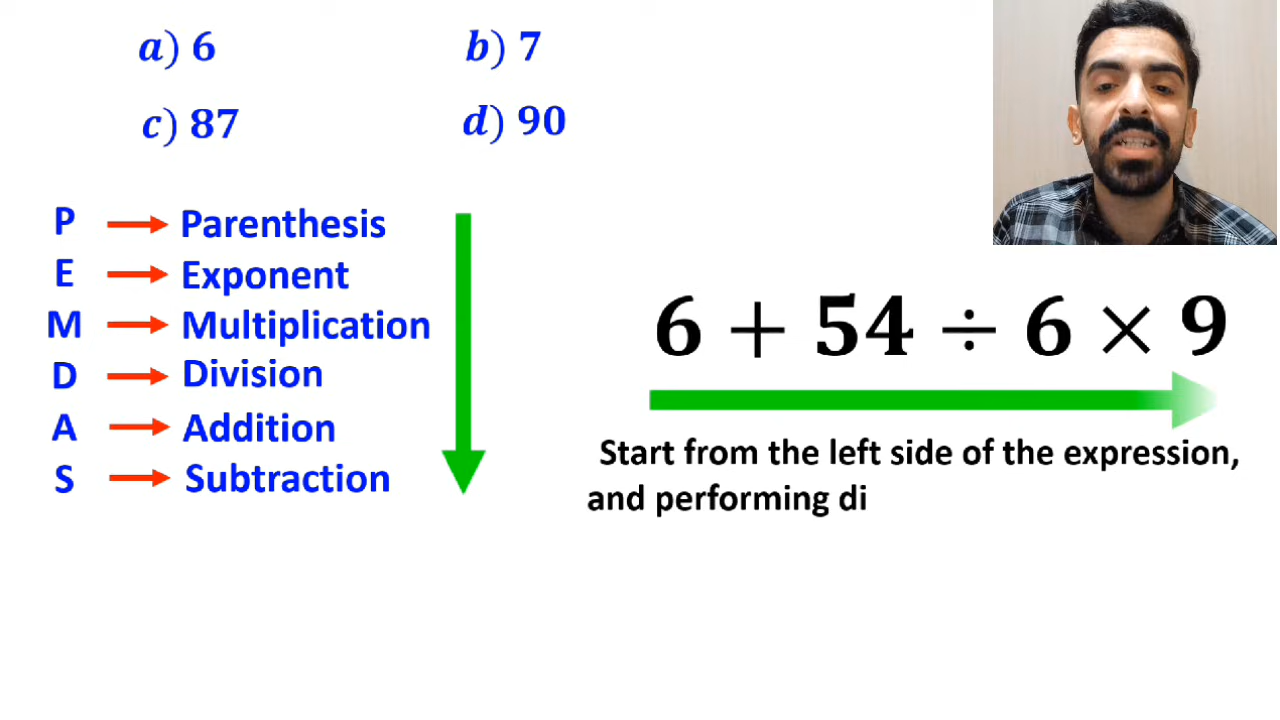 a) 6 b) 7
c) 87 d) 90
P → Parenthesis
E → Exponent
M → Multiplication
D → Division
A → Addition
S → Subtraction
6 + 54 ÷ 6 × 9
Start from the left side of the expression,
and performing di